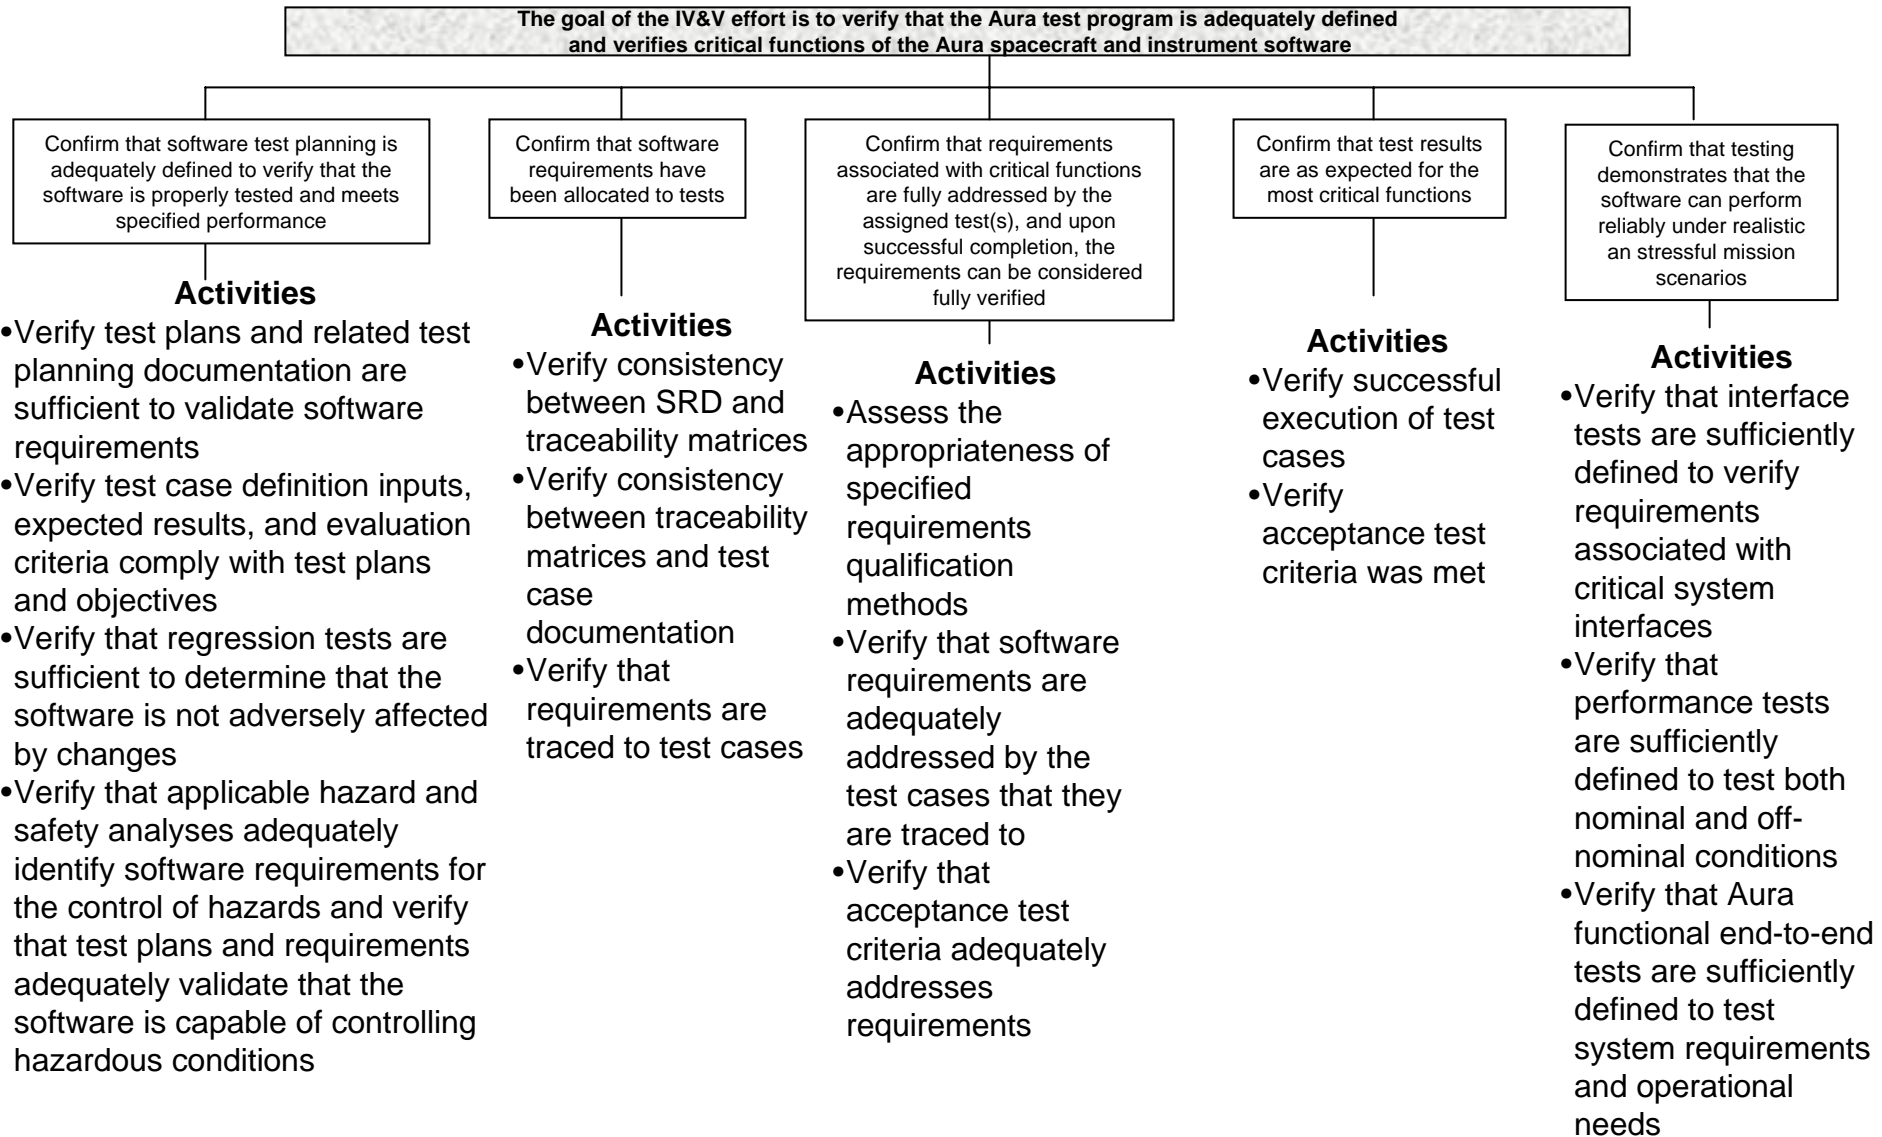 The goal of the IV&V effort is to verify that the Aura test program is adequately defined
and verifies critical functions of the Aura spacecraft and instrument software
Confirm that software test planning is
adequately defined to verify that the
software is properly tested and meets
specified performance
Activities
•Verify test plans and related test
planning documentation are
sufficient to validate software
requirements
•Verify test case definition inputs,
expected results, and evaluation
criteria comply with test plans
and objectives
•Verify that regression tests are
sufficient to determine that the
software is not adversely affected
by changes
•Verify that applicable hazard and
safety analyses adequately
identify software requirements for
the control of hazards and verify
that test plans and requirements
adequately validate that the
software is capable of controlling
hazardous conditions
Confirm that software
requirements have
been allocated to tests
Activities
•Verify consistency
between SRD and
traceability matrices
•Verify consistency
between traceability
matrices and test
case
documentation
•Verify that
requirements are
traced to test cases
Confirm that requirements
associated with critical functions
are fully addressed by the
assigned test(s), and upon
successful completion, the
requirements can be considered
fully verified
Activities
•Assess the
appropriateness of
specified
requirements
qualification
methods
•Verify that software
requirements are
adequately
addressed by the
test cases that they
are traced to
•Verify that
acceptance test
criteria adequately
addresses
requirements
Confirm that test results
are as expected for the
most critical functions
Activities
•Verify successful
execution of test
cases
•Verify
acceptance test
criteria was met
Confirm that testing
demonstrates that the
software can perform
reliably under realistic
an stressful mission
scenarios
Activities
•Verify that interface
tests are sufficiently
defined to verify
requirements
associated with
critical system
interfaces
•Verify that
performance tests
are sufficiently
defined to test both
nominal and off-
nominal conditions
•Verify that Aura
functional end-to-end
tests are sufficiently
defined to test
system requirements
and operational
needs